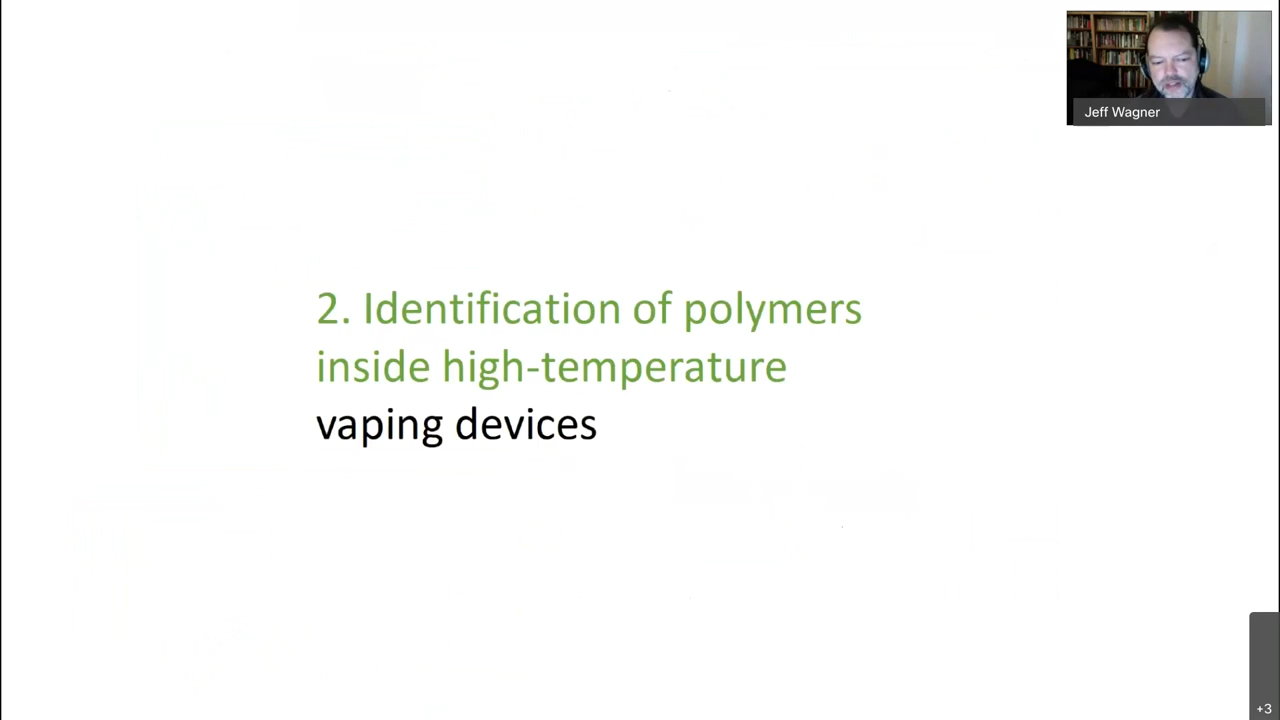 Jeff Wagner
2. Identification of polymers
inside high-temperature
vaping devices
+3